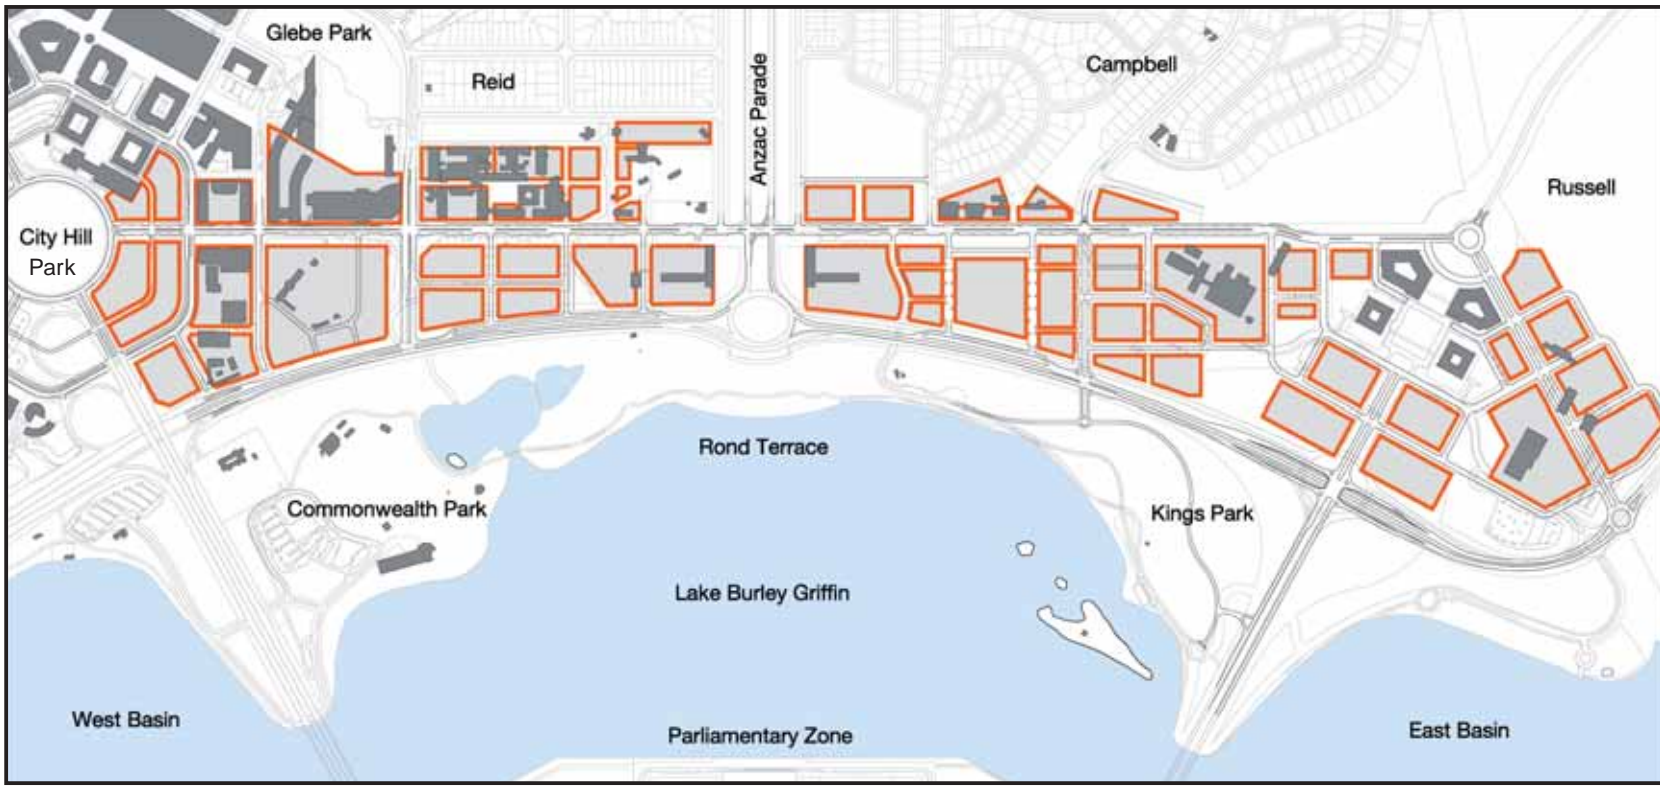 Glebe Park
Reid
Anzac Parade
Campbell
Russell
City Hill
Park
Rond Terrace
Commonwealth Park
Kings Park
Lake Burley Griffin
West Basin
Parliamentary Zone
East Basin